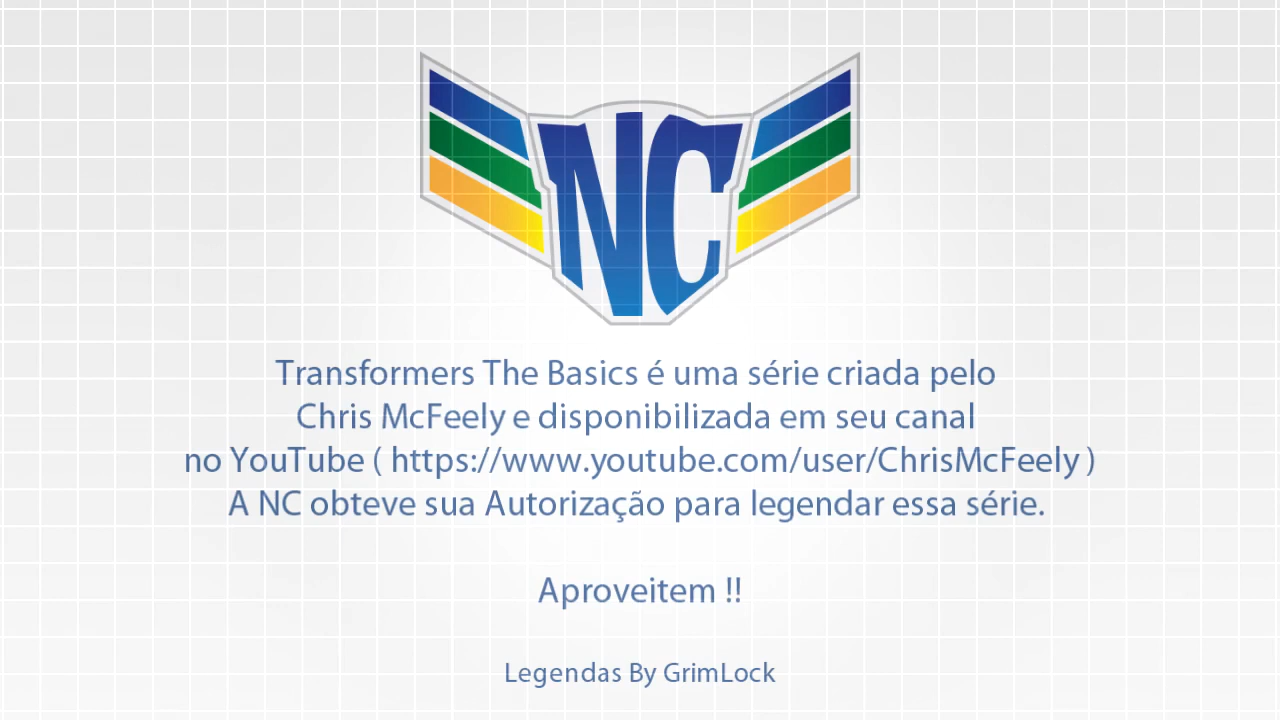 NC
Transformers The Basics é uma série criada pelo
Chris McFeely e disponibilizada em seu canal
no YouTube ( https://www.youtube.com/user/ChrisMcFeely )
A NC obteve sua Autorização para legendar essa série.
Aproveitem !!
Legendas By GrimLock